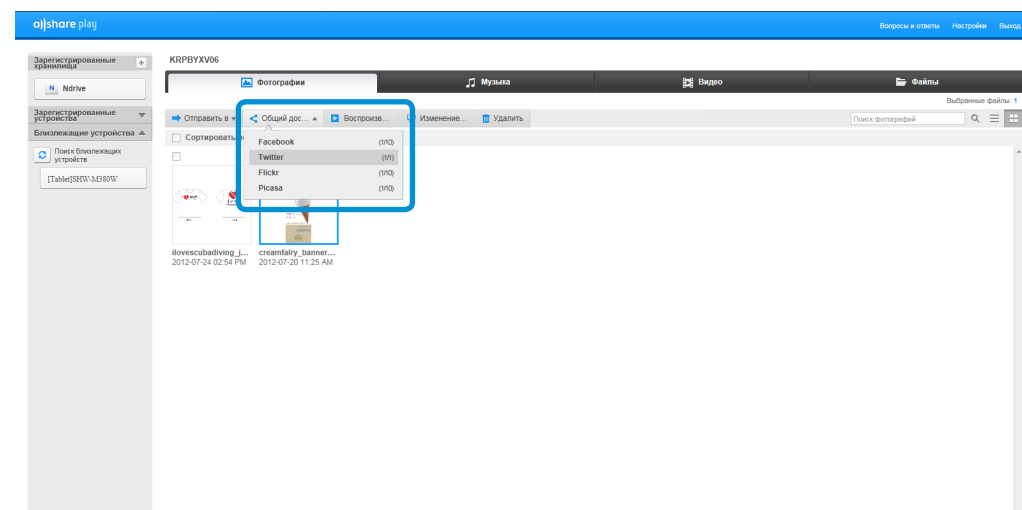 allshare play
Вопросы и ответы Настройки Выход
Зарегистрированные хранилища
KRPBYXV06
N Ndrive
Фотографии Музыка Видео Файлы
Выбранные файлы: 1
Зарегистрированные устройства
Отправить в Общий дос... Воспроизв... Изменение... Удалить
Поиск фотографий
Близлежащие устройства
Сортировать
Поиск близлежащих устройств
[Tablet]SHW-M380W
Facebook (1/10)
Twitter (1/1)
Flickr (1/10)
Picasa (1/10)
ilovescubadiving_j... creamfalry_banner...
2012-07-24 02:54 PM 2012-07-20 11:25 AM